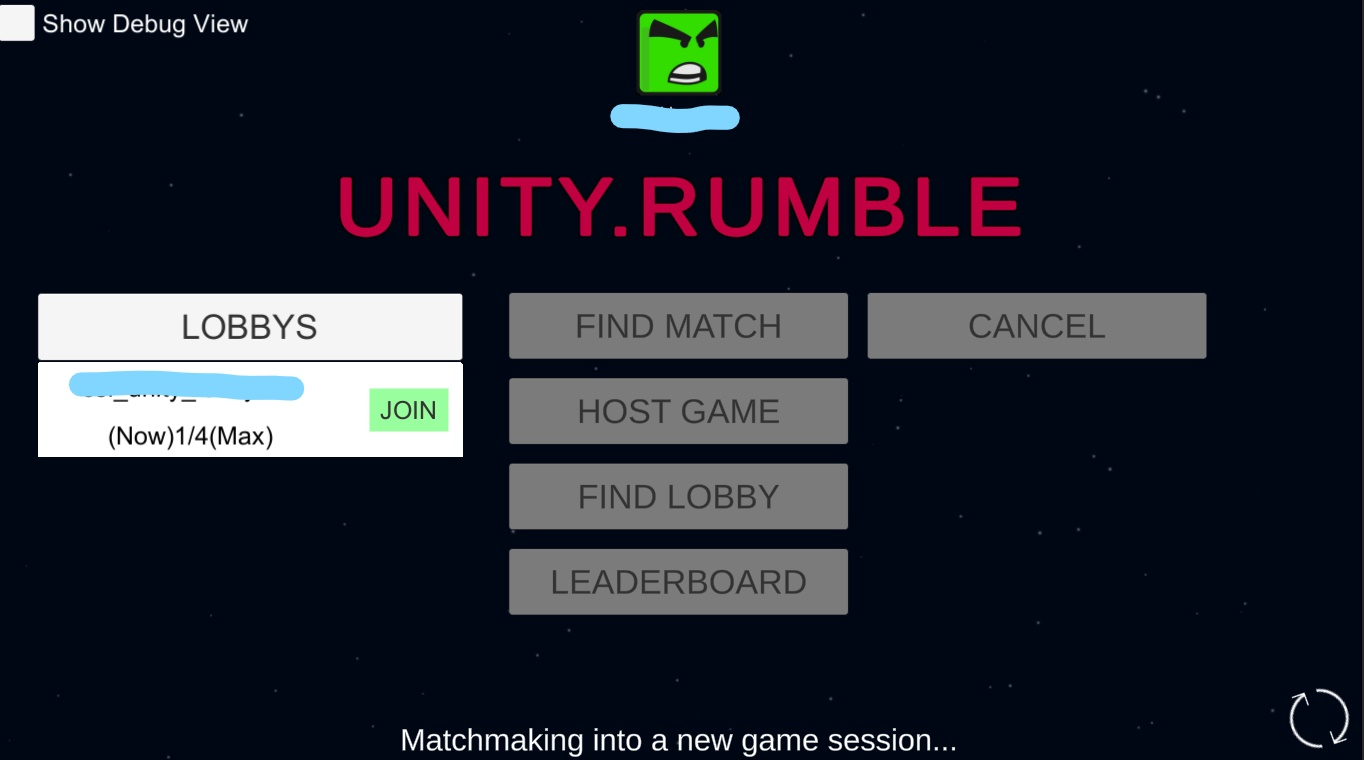 Show Debug View
UNITY.RUMBLE
LOBBYS
JOIN
(Now)1/4(Max)
FIND MATCH
CANCEL
HOST GAME
FIND LOBBY
LEADERBOARD
Matchmaking into a new game session...